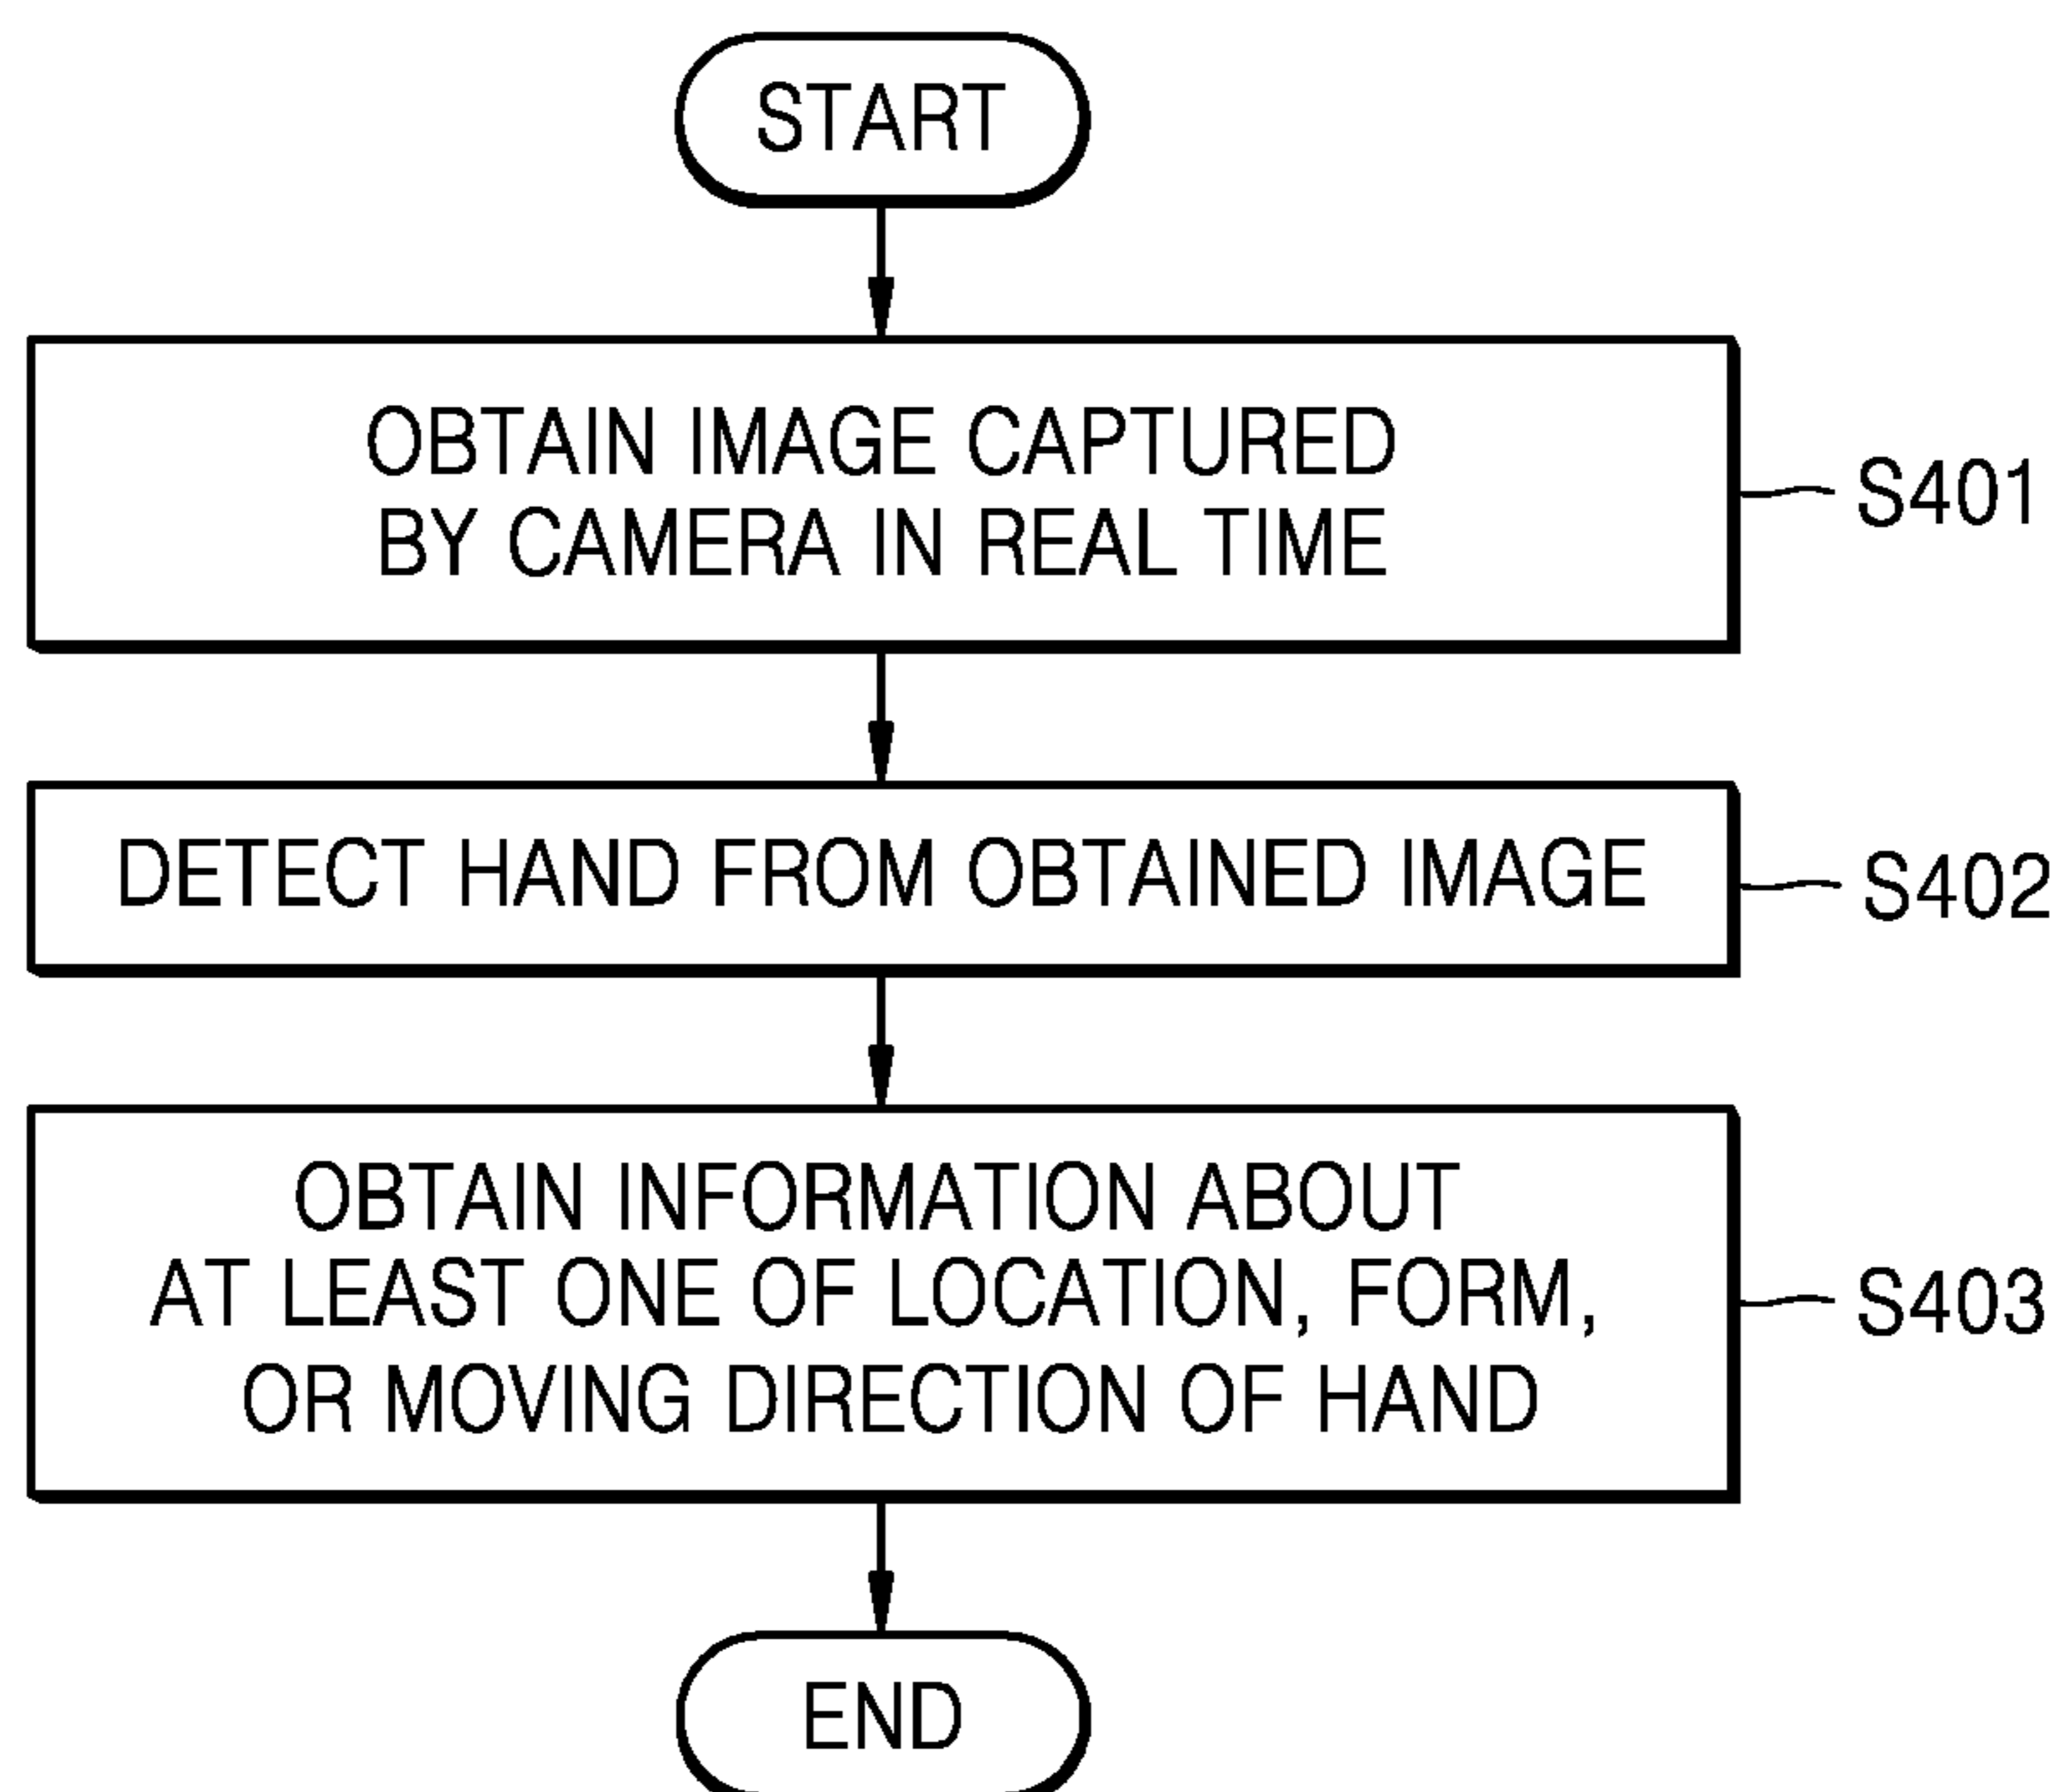 START
OBTAIN IMAGE CAPTURED
BY CAMERA IN REAL TIME
S401
DETECT HAND FROM OBTAINED IMAGE
S402
OBTAIN INFORMATION ABOUT
AT LEAST ONE OF LOCATION, FORM,
OR MOVING DIRECTION OF HAND
S403
END